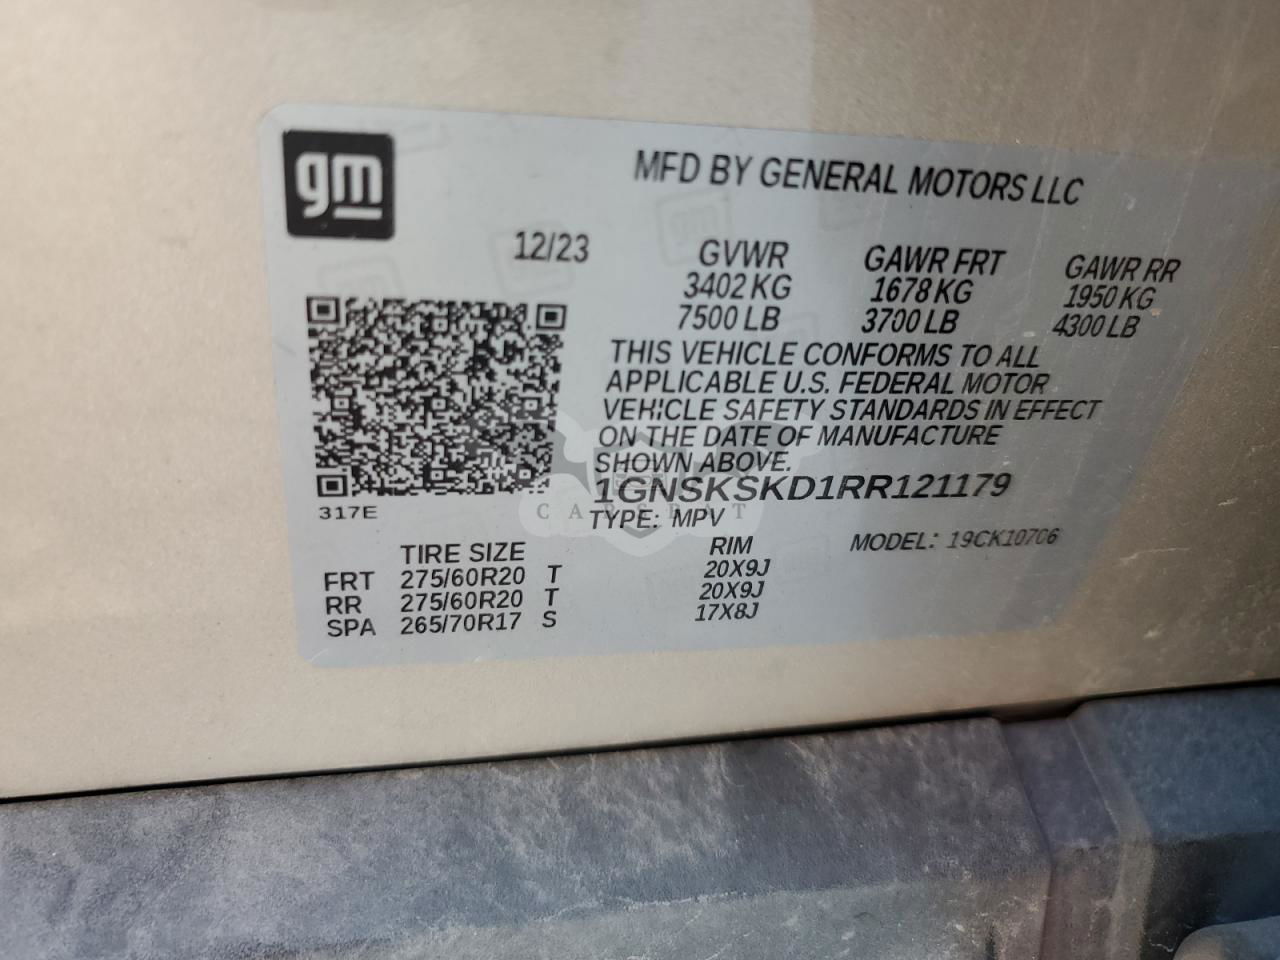 gm
MFD BY GENERAL MOTORS LLC
12/23 GVWR GAWR FRT GAWR RR
3402 KG 1678 KG 1950 KG
7500 LB 3700 LB 4300 LB
THIS VEHICLE CONFORMS TO ALL
APPLICABLE U.S. FEDERAL MOTOR
VEHICLE SAFETY STANDARDS IN EFFECT
ON THE DATE OF MANUFACTURE
SHOWN ABOVE.
1GNSKSKD1RR121179
317E
CARSDAT
TYPE: MPV
MODEL: 19CK10706
TIRE SIZE RIM
FRT 275/60R20 T 20X9J
RR 275/60R20 T 20X9J
SPA 265/70R17 S 17X8J